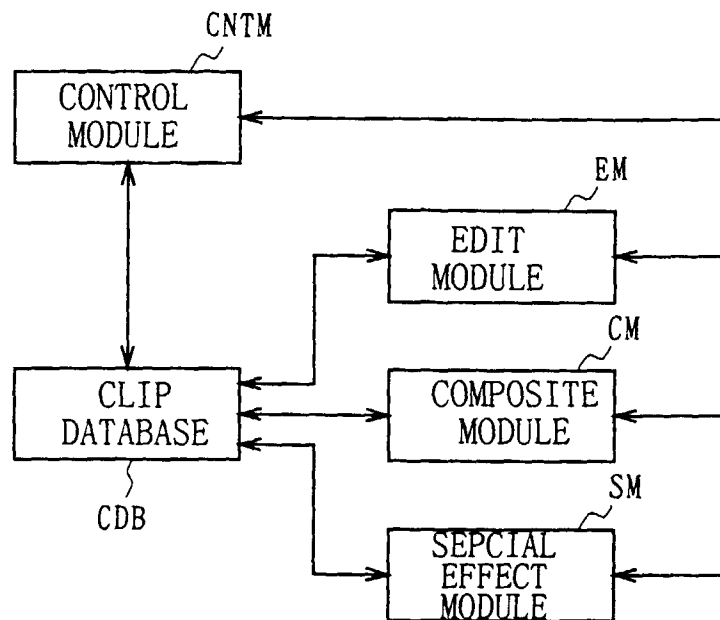 CNTM
CONTROL
MODULE
EM
EDIT
MODULE
CM
CLIP
DATABASE
COMPOSITE
MODULE
CDB
SM
SEPCIAL
EFFECT
MODULE